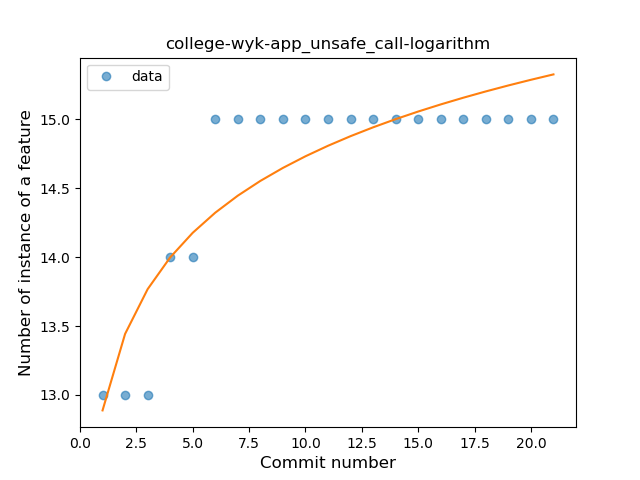 college-wyk-app_unsafe_call-logarithm
data
Number of instance of a feature
15.0
14.5
14.0
13.5
13.0
0.0 2.5 5.0 7.5 10.0 12.5 15.0 17.5 20.0
Commit number